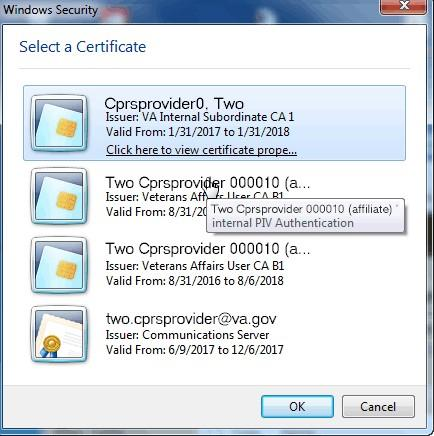 Windows Security
Select a Certificate
Cprsprovider0, Two
Issuer: VA Internal Subordinate CA 1
Valid From: 1/31/2017 to 1/31/2018
Click here to view certificate prope...
Two Cprsprovider 000010 (a...
Issuer: Veterans Affairs User CA B1
Valid From: 8/31/20
Two Cprsprovider 000010 (affiliate)
internal PIV Authentication
Two Cprsprovider 000010 (a...
Issuer: Veterans Affairs User CA B1
Valid From: 8/31/2016 to 8/6/2018
two.cprsprovider@va.gov
Issuer: Communications Server
Valid From: 6/9/2017 to 12/6/2017
OK
Cancel